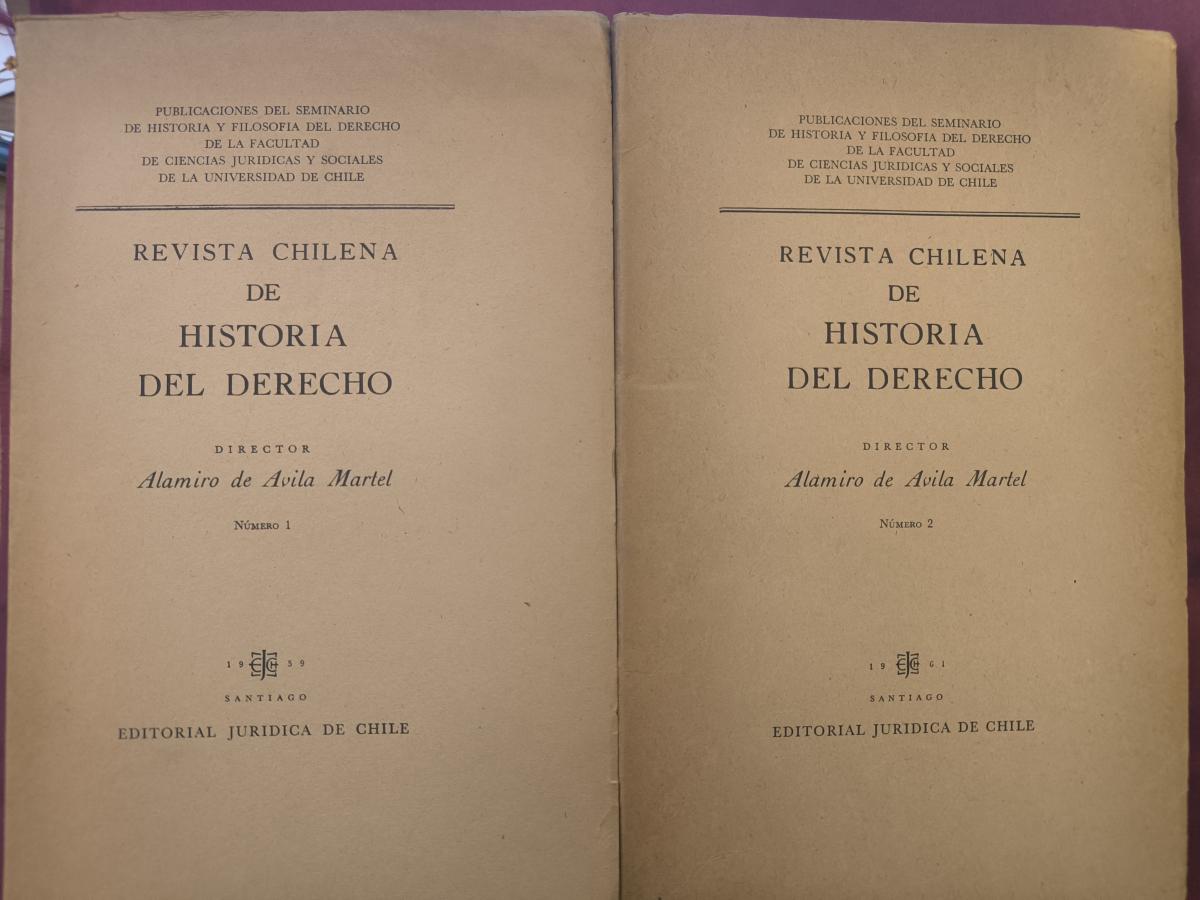 PUBLICACIONES DEL SEMINARIO
DE HISTORIA Y FILOSOFIA DEL DERECHO
DE LA FACULTAD
DE CIENCIAS JURIDICAS Y SOCIALES
DE LA UNIVERSIDAD DE CHILE
REVISTA CHILENA
DE
HISTORIA
DEL DERECHO
DIRECTOR
Alamiro de Avila Martel
NÚMERO 1
19 EJCH 59
SANTIAGO
EDITORIAL JURIDICA DE CHILE
PUBLICACIONES DEL SEMINARIO
DE HISTORIA Y FILOSOFIA DEL DERECHO
DE LA FACULTAD
DE CIENCIAS JURIDICAS Y SOCIALES
DE LA UNIVERSIDAD DE CHILE
REVISTA CHILENA
DE
HISTORIA
DEL DERECHO
DIRECTOR
Alamiro de Avila Martel
NÚMERO 2
19 EJCH 61
SANTIAGO
EDITORIAL JURIDICA DE CHILE